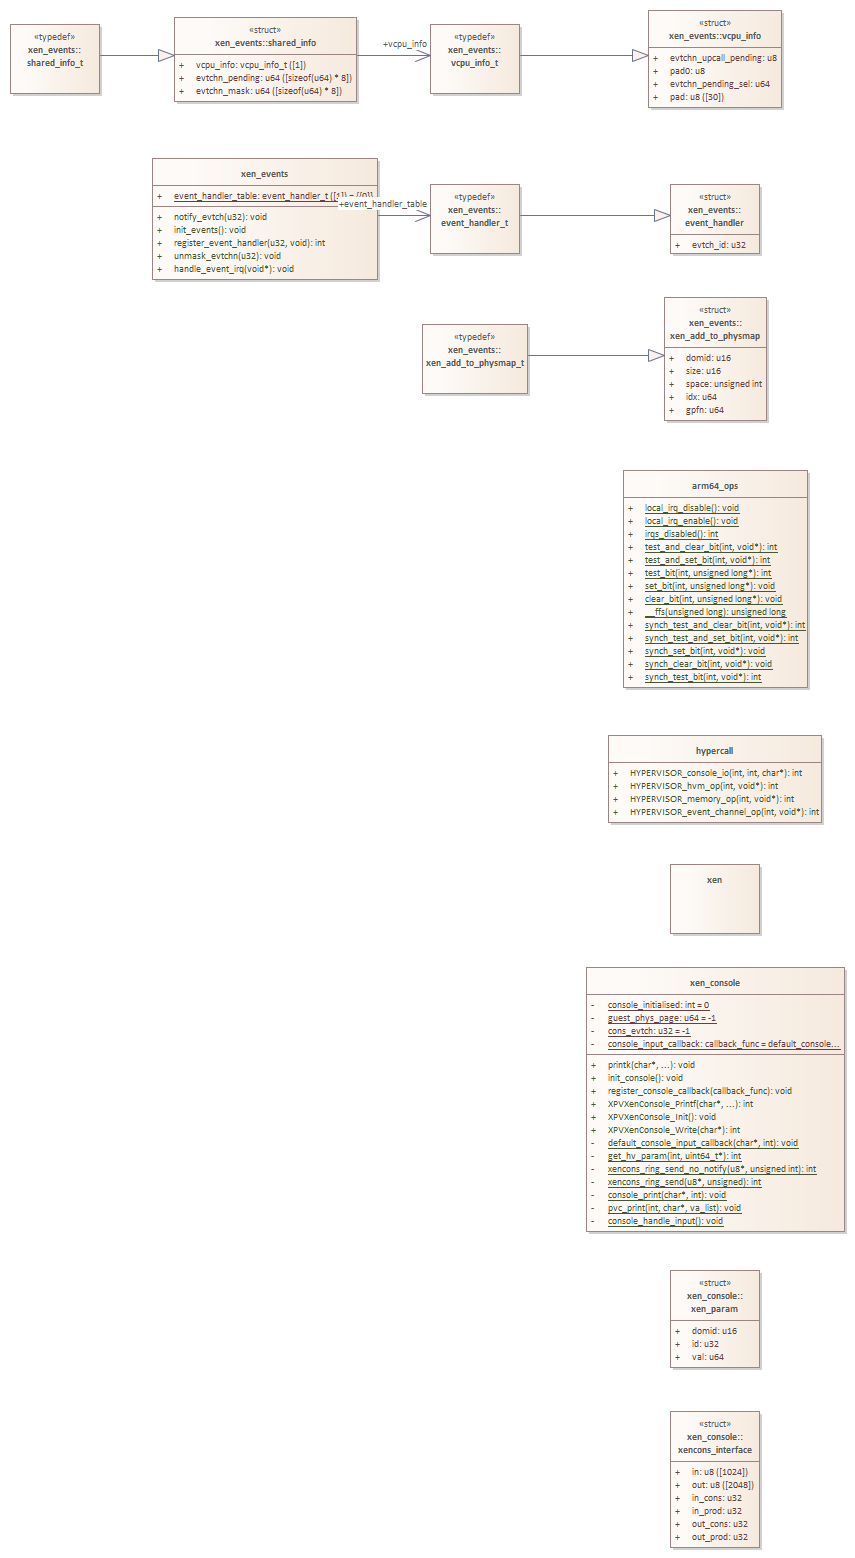 «typedef»
xen_events::
shared_info_t
«struct»
xen_events::shared_info
+ vcpu_info: vcpu_info_t ([1])
+ evtchn_pending: u64 ([sizeof(u64) * 8])
+ evtchn_mask: u64 ([sizeof(u64) * 8])
+vcpu_info
«typedef»
xen_events::
vcpu_info_t
«struct»
xen_events::vcpu_info
+ evtchn_upcall_pending: u8
+ pad0: u8
+ evtchn_pending_sel: u64
+ pad: u8 ([30])
xen_events
+ event_handler_table: event_handler_t ([1]) = {{0}}
+ notify_evtch(u32): void
+ init_events(): void
+ register_event_handler(u32, void): int
+ unmask_evtchn(u32): void
+ handle_event_irq(void*): void
+event_handler_table
«typedef»
xen_events::
event_handler_t
«struct»
xen_events::
event_handler
+ evtch_id: u32
«typedef»
xen_events::
xen_add_to_physmap_t
«struct»
xen_events::
xen_add_to_physmap
+ domid: u16
+ size: u16
+ space: unsigned int
+ idx: u64
+ gpfn: u64
arm64_ops
+ local_irq_disable(): void
+ local_irq_enable(): void
+ irqs_disabled(): int
+ test_and_clear_bit(int, void*): int
+ test_and_set_bit(int, void*): int
+ test_bit(int, unsigned long*): int
+ set_bit(int, unsigned long*): void
+ clear_bit(int, unsigned long*): void
+ __ffs(unsigned long): unsigned long
+ synch_test_and_clear_bit(int, void*): int
+ synch_test_and_set_bit(int, void*): int
+ synch_set_bit(int, void*): void
+ synch_clear_bit(int, void*): void
+ synch_test_bit(int, void*): int
hypercall
+ HYPERVISOR_console_io(int, int, char*): int
+ HYPERVISOR_hvm_op(int, void*): int
+ HYPERVISOR_memory_op(int, void*): int
+ HYPERVISOR_event_channel_op(int, void*): int
xen
xen_console
- console_initialised: int = 0
- guest_phys_page: u64 = -1
- cons_evtch: u32 = -1
- console_input_callback: callback_func = default_console...
+ printk(char*, ...): void
+ init_console(): void
+ register_console_callback(callback_func): void
+ XPVXenConsole_Printf(char*, ...): int
+ XPVXenConsole_Init(): void
+ XPVXenConsole_Write(char*): int
- default_console_input_callback(char*, int): void
- get_hv_param(int, uint64_t*): int
- xencons_ring_send_no_notify(u8*, unsigned int): int
- xencons_ring_send(u8*, unsigned): int
- console_print(char*, int): void
- pvc_print(int, char*, va_list): void
- console_handle_input(): void
«struct»
xen_console::
xen_param
+ domid: u16
+ id: u32
+ val: u64
«struct»
xen_console::
xencons_interface
+ in: u8 ([1024])
+ out: u8 ([2048])
+ in_cons: u32
+ in_prod: u32
+ out_cons: u32
+ out_prod: u32